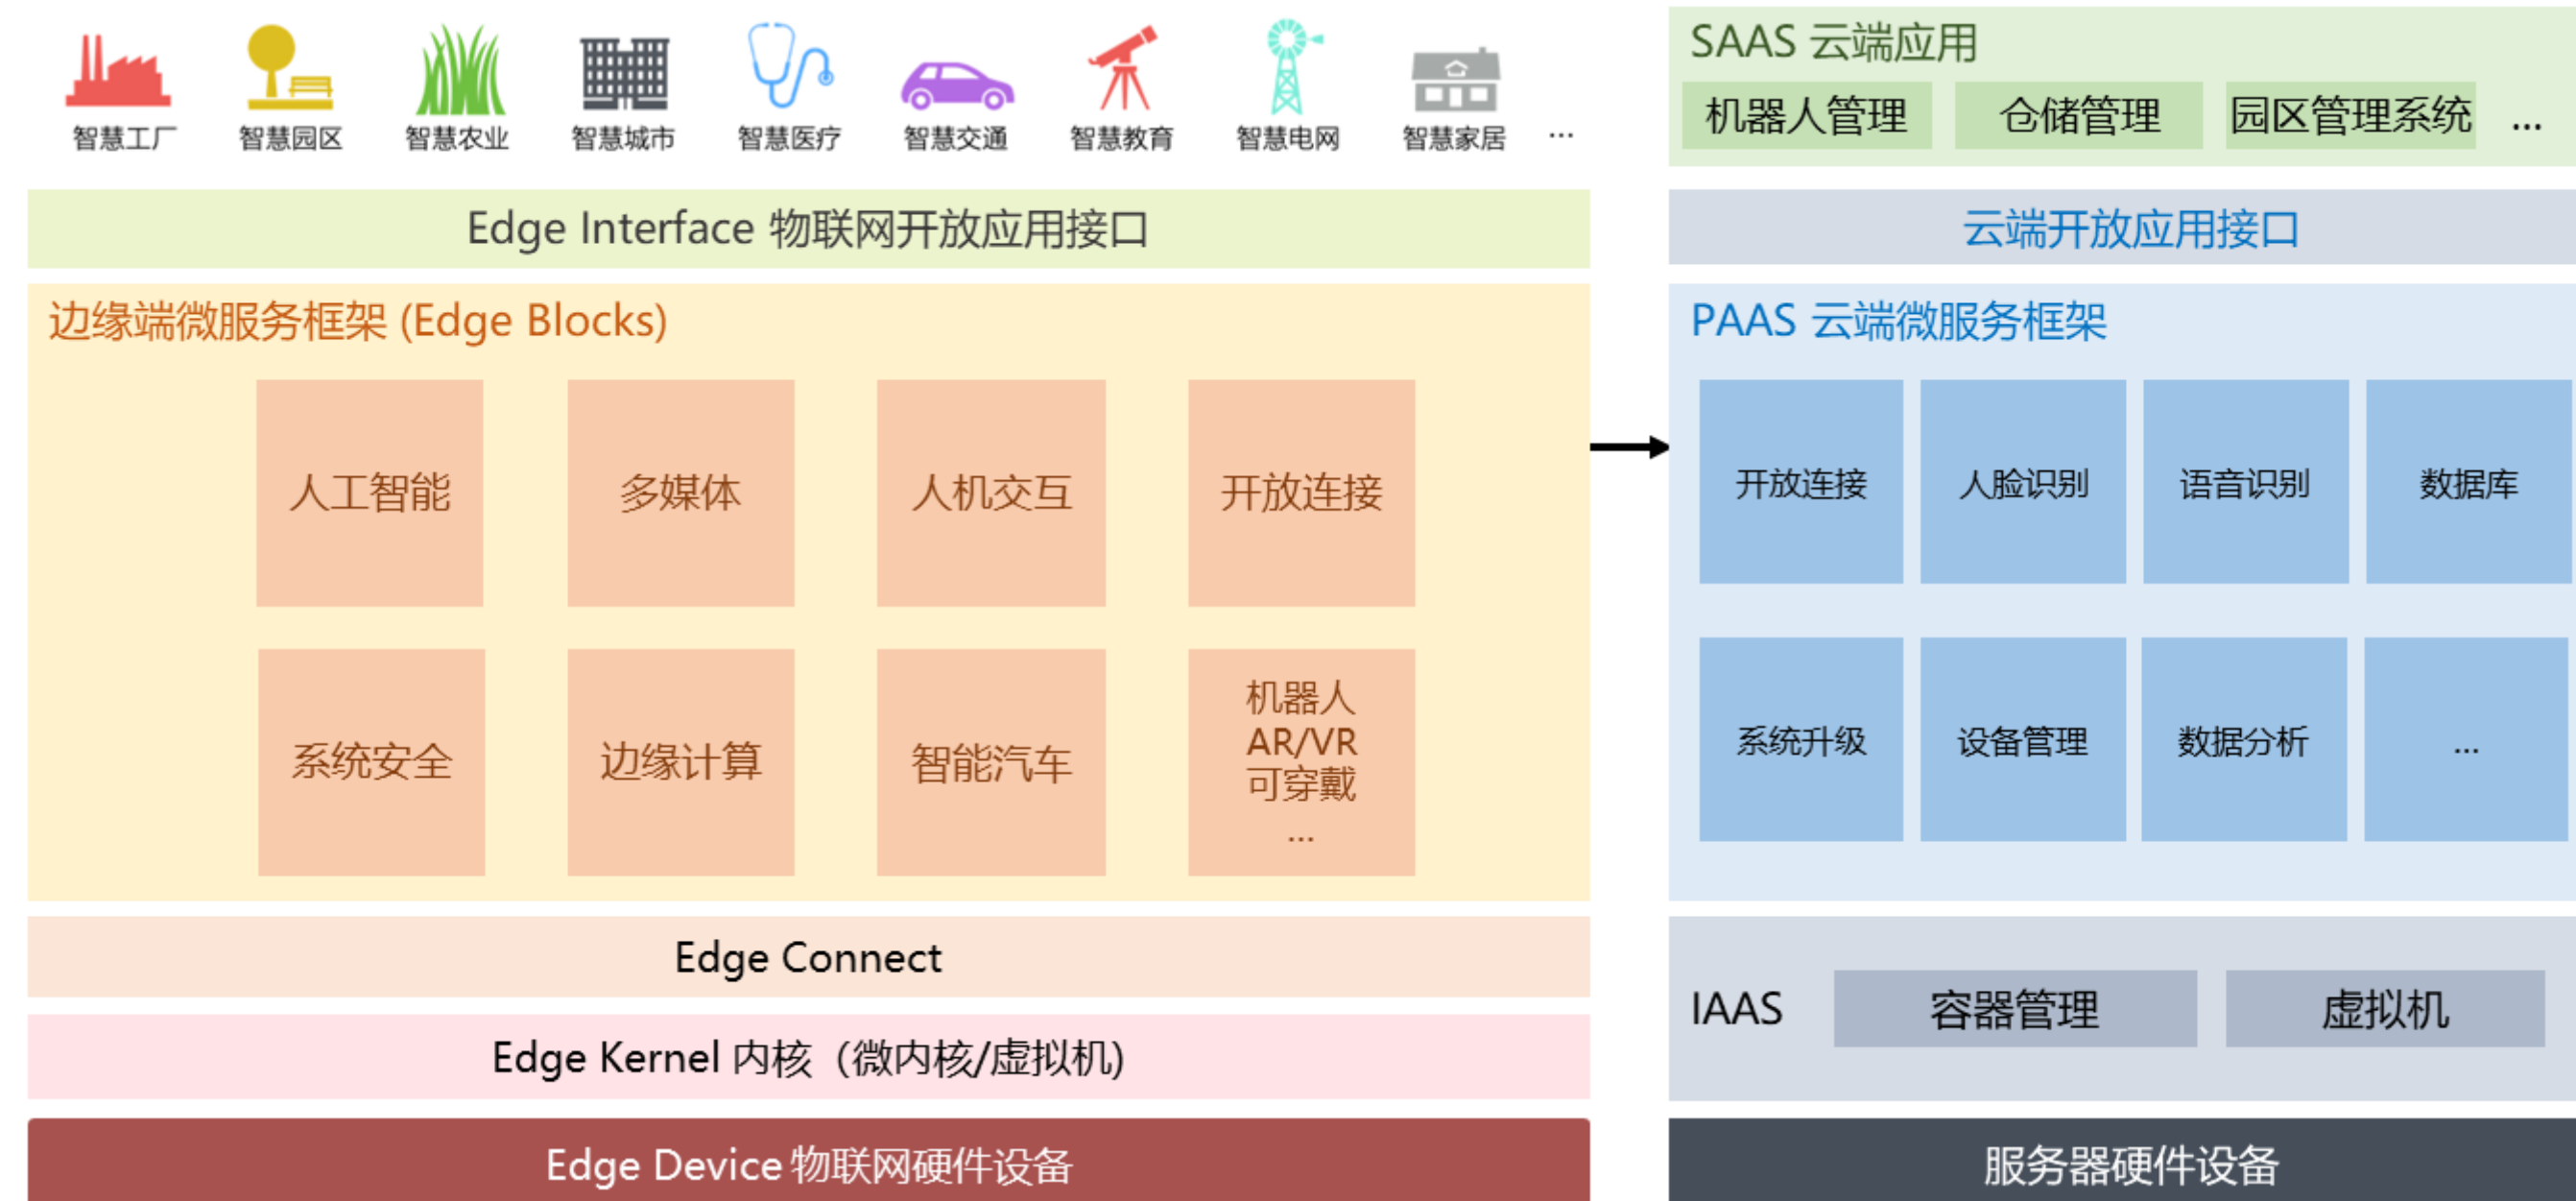 智慧工厂
智慧园区
智慧农业
智慧城市
智慧医疗
智慧交通
智慧教育
智慧电网
智慧家居
...
Edge Interface 物联网开放应用接口
边缘端微服务框架 (Edge Blocks)
人工智能
多媒体
人机交互
开放连接
系统安全
边缘计算
智能汽车
机器人
AR/VR
可穿戴
...
Edge Connect
Edge Kernel 内核（微内核/虚拟机)
Edge Device 物联网硬件设备
SAAS 云端应用
机器人管理
仓储管理
园区管理系统
...
云端开放应用接口
PAAS 云端微服务框架
开放连接
人脸识别
语音识别
数据库
系统升级
设备管理
数据分析
...
IAAS
容器管理
虚拟机
服务器硬件设备